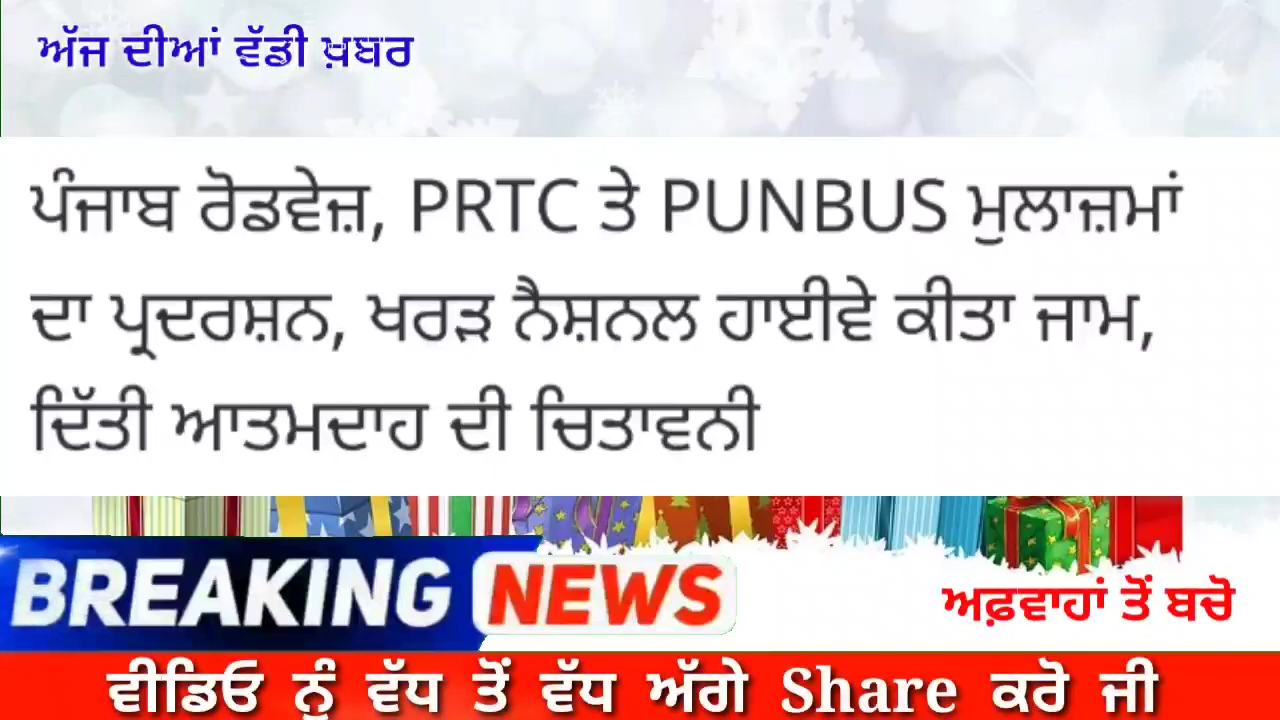 ਅੱਜ ਦੀਆਂ ਵੱਡੀ ਖ਼ਬਰ
ਪੰਜਾਬ ਰੋਡਵੇਜ਼, PRTC ਤੇ PUNBUS ਮੁਲਾਜ਼ਮਾਂ
ਦਾ ਪ੍ਰਦਰਸ਼ਨ, ਖਰੜ ਨੈਸ਼ਨਲ ਹਾਈਵੇ ਕੀਤਾ ਜਾਮ,
ਦਿੱਤੀ ਆਤਮਦਾਹ ਦੀ ਚਿਤਾਵਨੀ
BREAKING NEWS
ਅਫ਼ਵਾਹਾਂ ਤੋਂ ਬਚੋ
ਵੀਡਿਓ ਨੂੰ ਵੱਧ ਤੋਂ ਵੱਧ ਅੱਗੇ Share ਕਰੋ ਜੀ